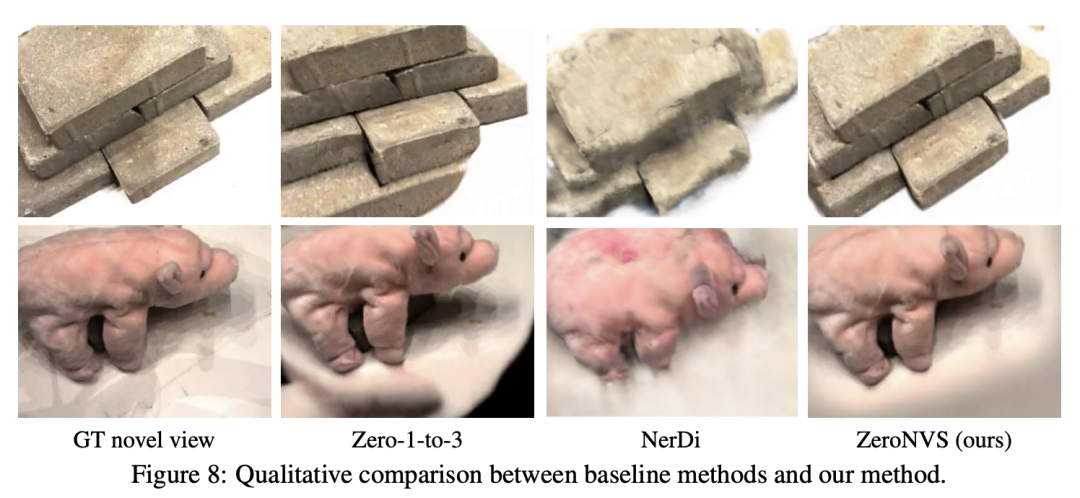 GT novel view
Zero-1-to-3
NerDi
ZeroNVS (ours)
Figure 8: Qualitative comparison between baseline methods and our method.